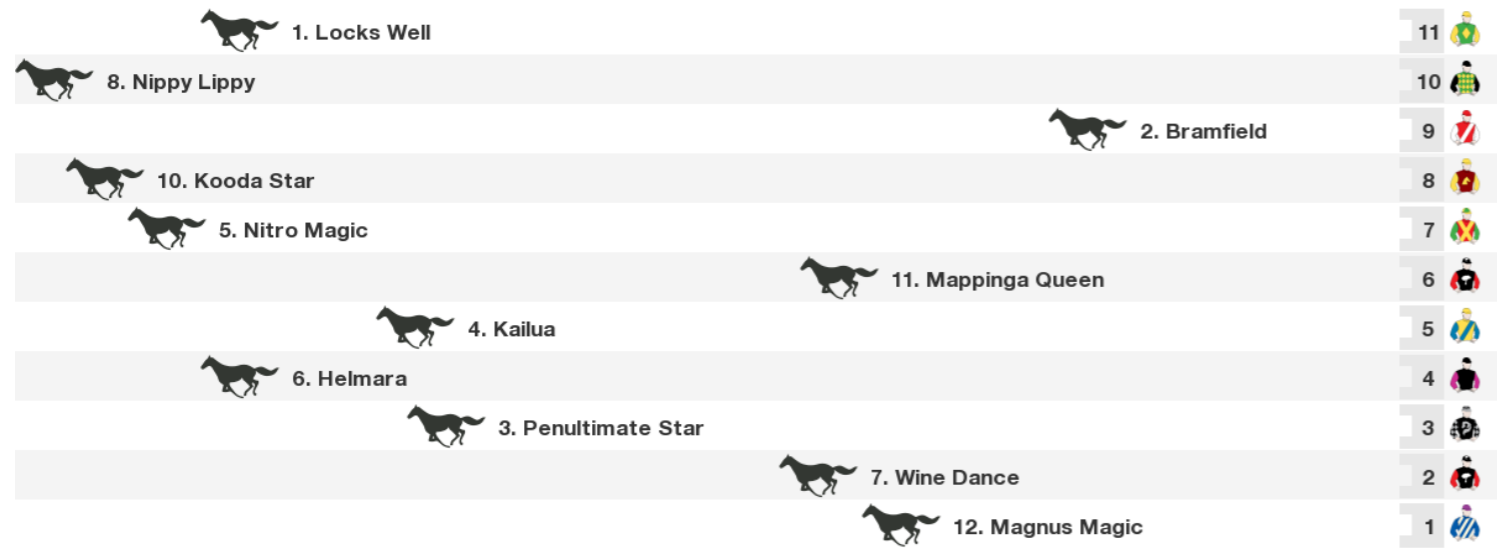 1. Locks Well 11
8. Nippy Lippy 10
2. Bramfield 9
10. Kooda Star 8
5. Nitro Magic 7
11. Mappinga Queen 6
4. Kailua 5
6. Helmara 4
3. Penultimate Star 3
7. Wine Dance 2
12. Magnus Magic 1